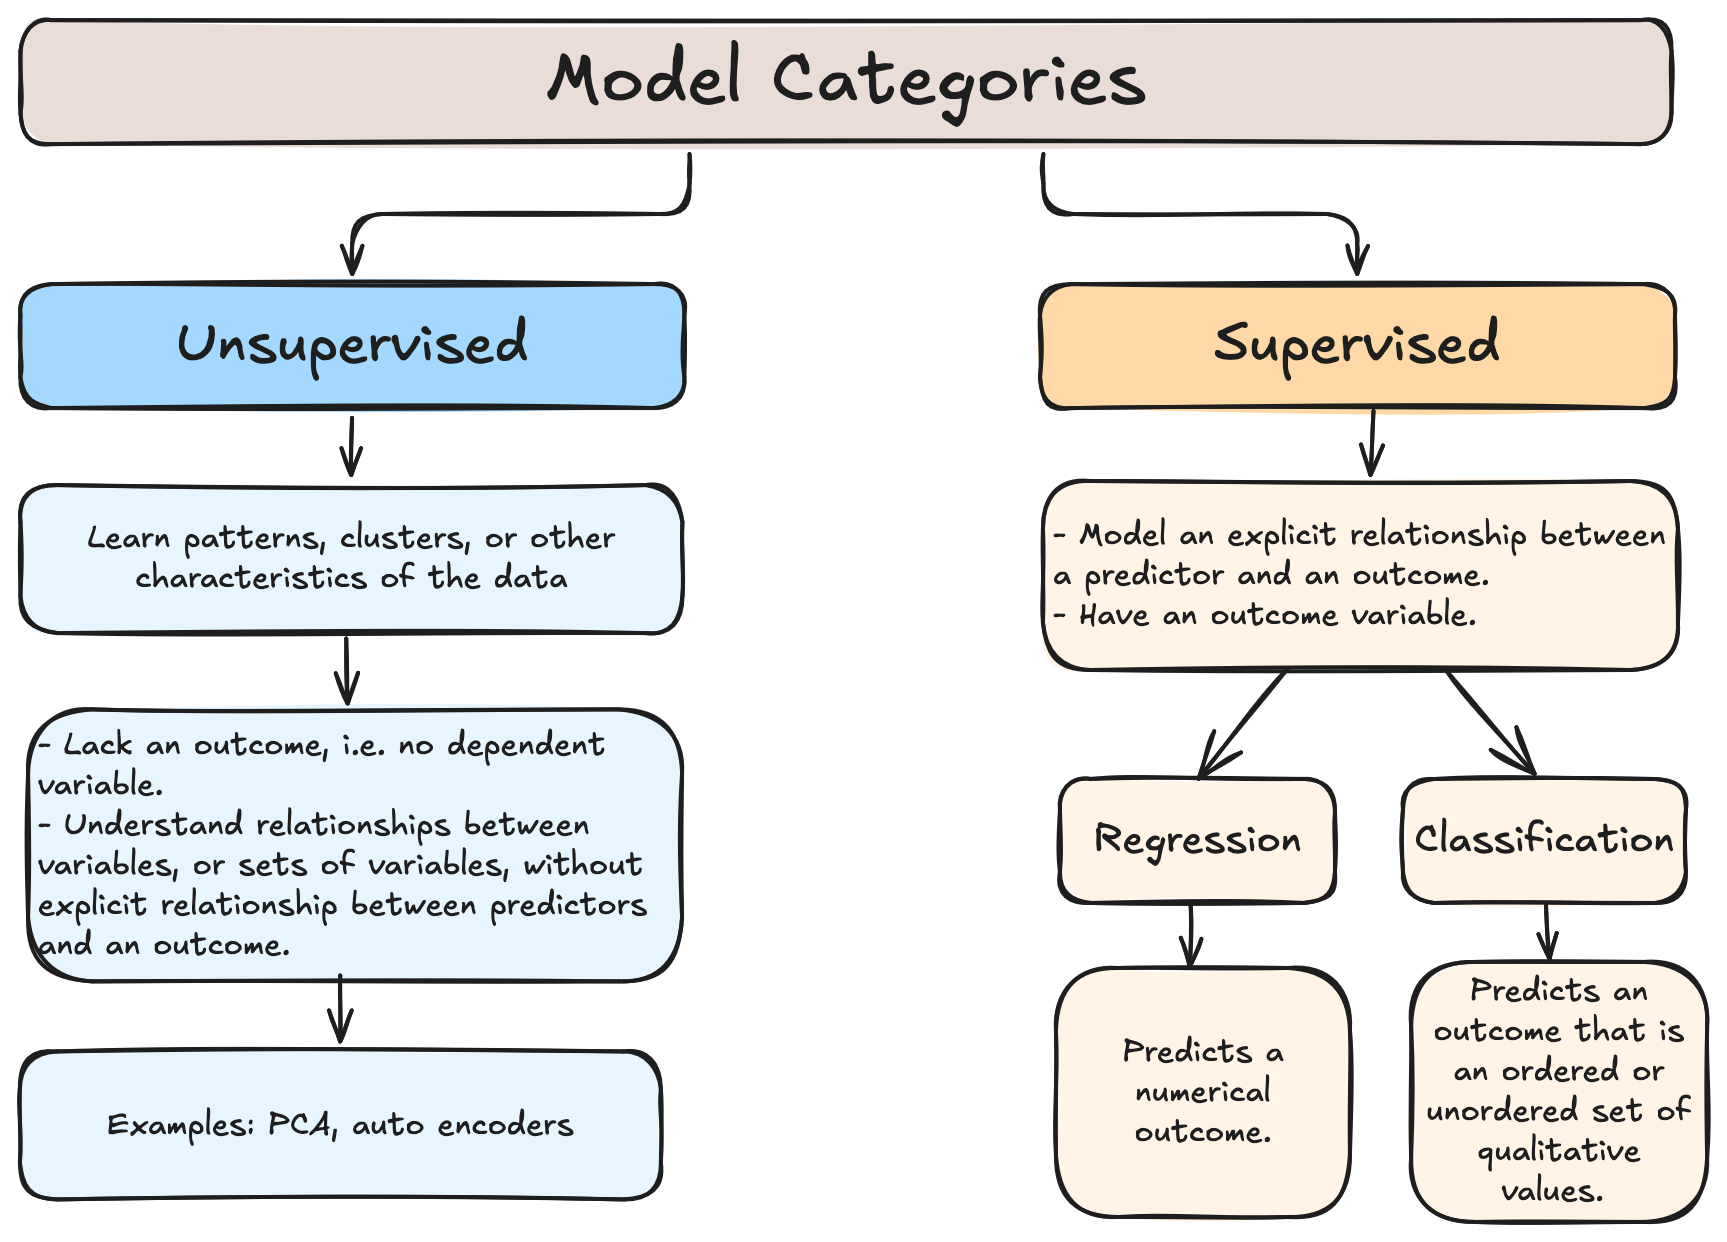 Model Categories
Unsupervised
Learn patterns, clusters, or other
characteristics of the data
- Lack an outcome, i.e. no dependent
variable.
- Understand relationships between
variables, or sets of variables, without
explicit relationship between predictors
and an outcome.
Examples: PCA, auto encoders
Supervised
- Model an explicit relationship between
a predictor and an outcome.
- Have an outcome variable.
Regression
Predicts a
numerical
outcome.
Classification
Predicts an
outcome that is
an ordered or
unordered set of
qualitative
values.